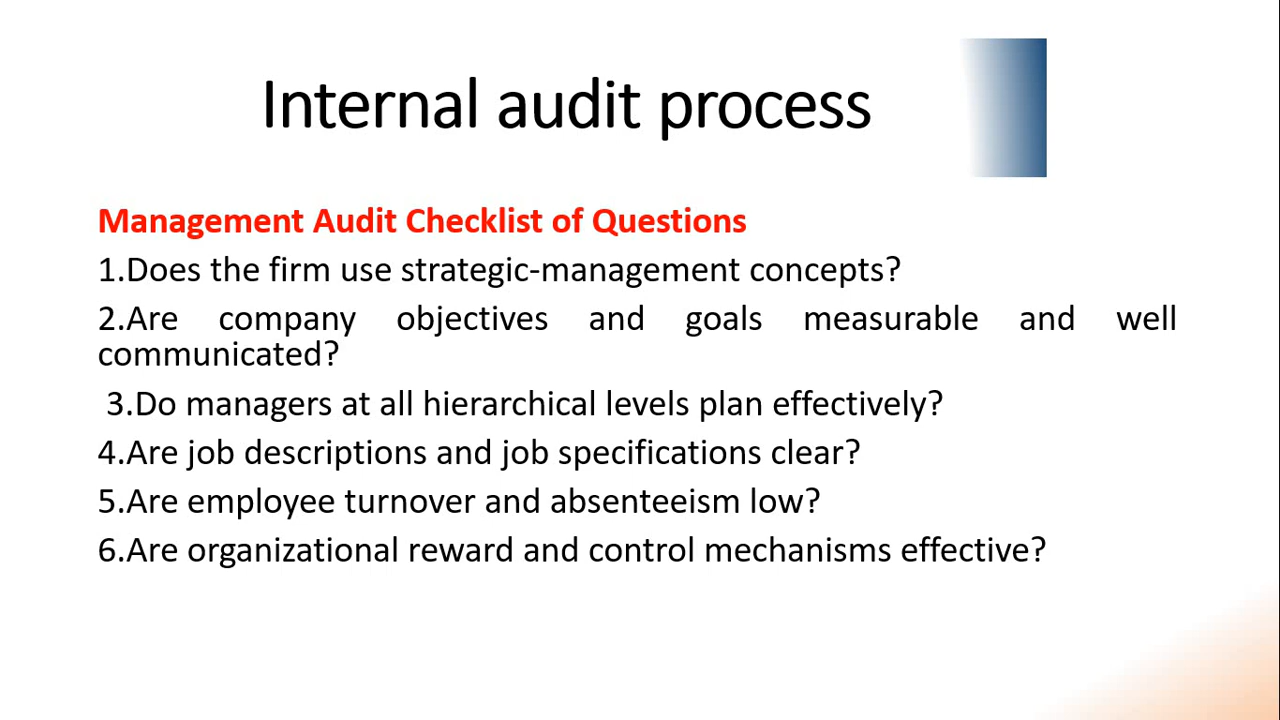 Internal audit process
Management Audit Checklist of Questions
1.Does the firm use strategic-management concepts?
2.Are company objectives and goals measurable and well
communicated?
3.Do managers at all hierarchical levels plan effectively?
4.Are job descriptions and job specifications clear?
5.Are employee turnover and absenteeism low?
6.Are organizational reward and control mechanisms effective?